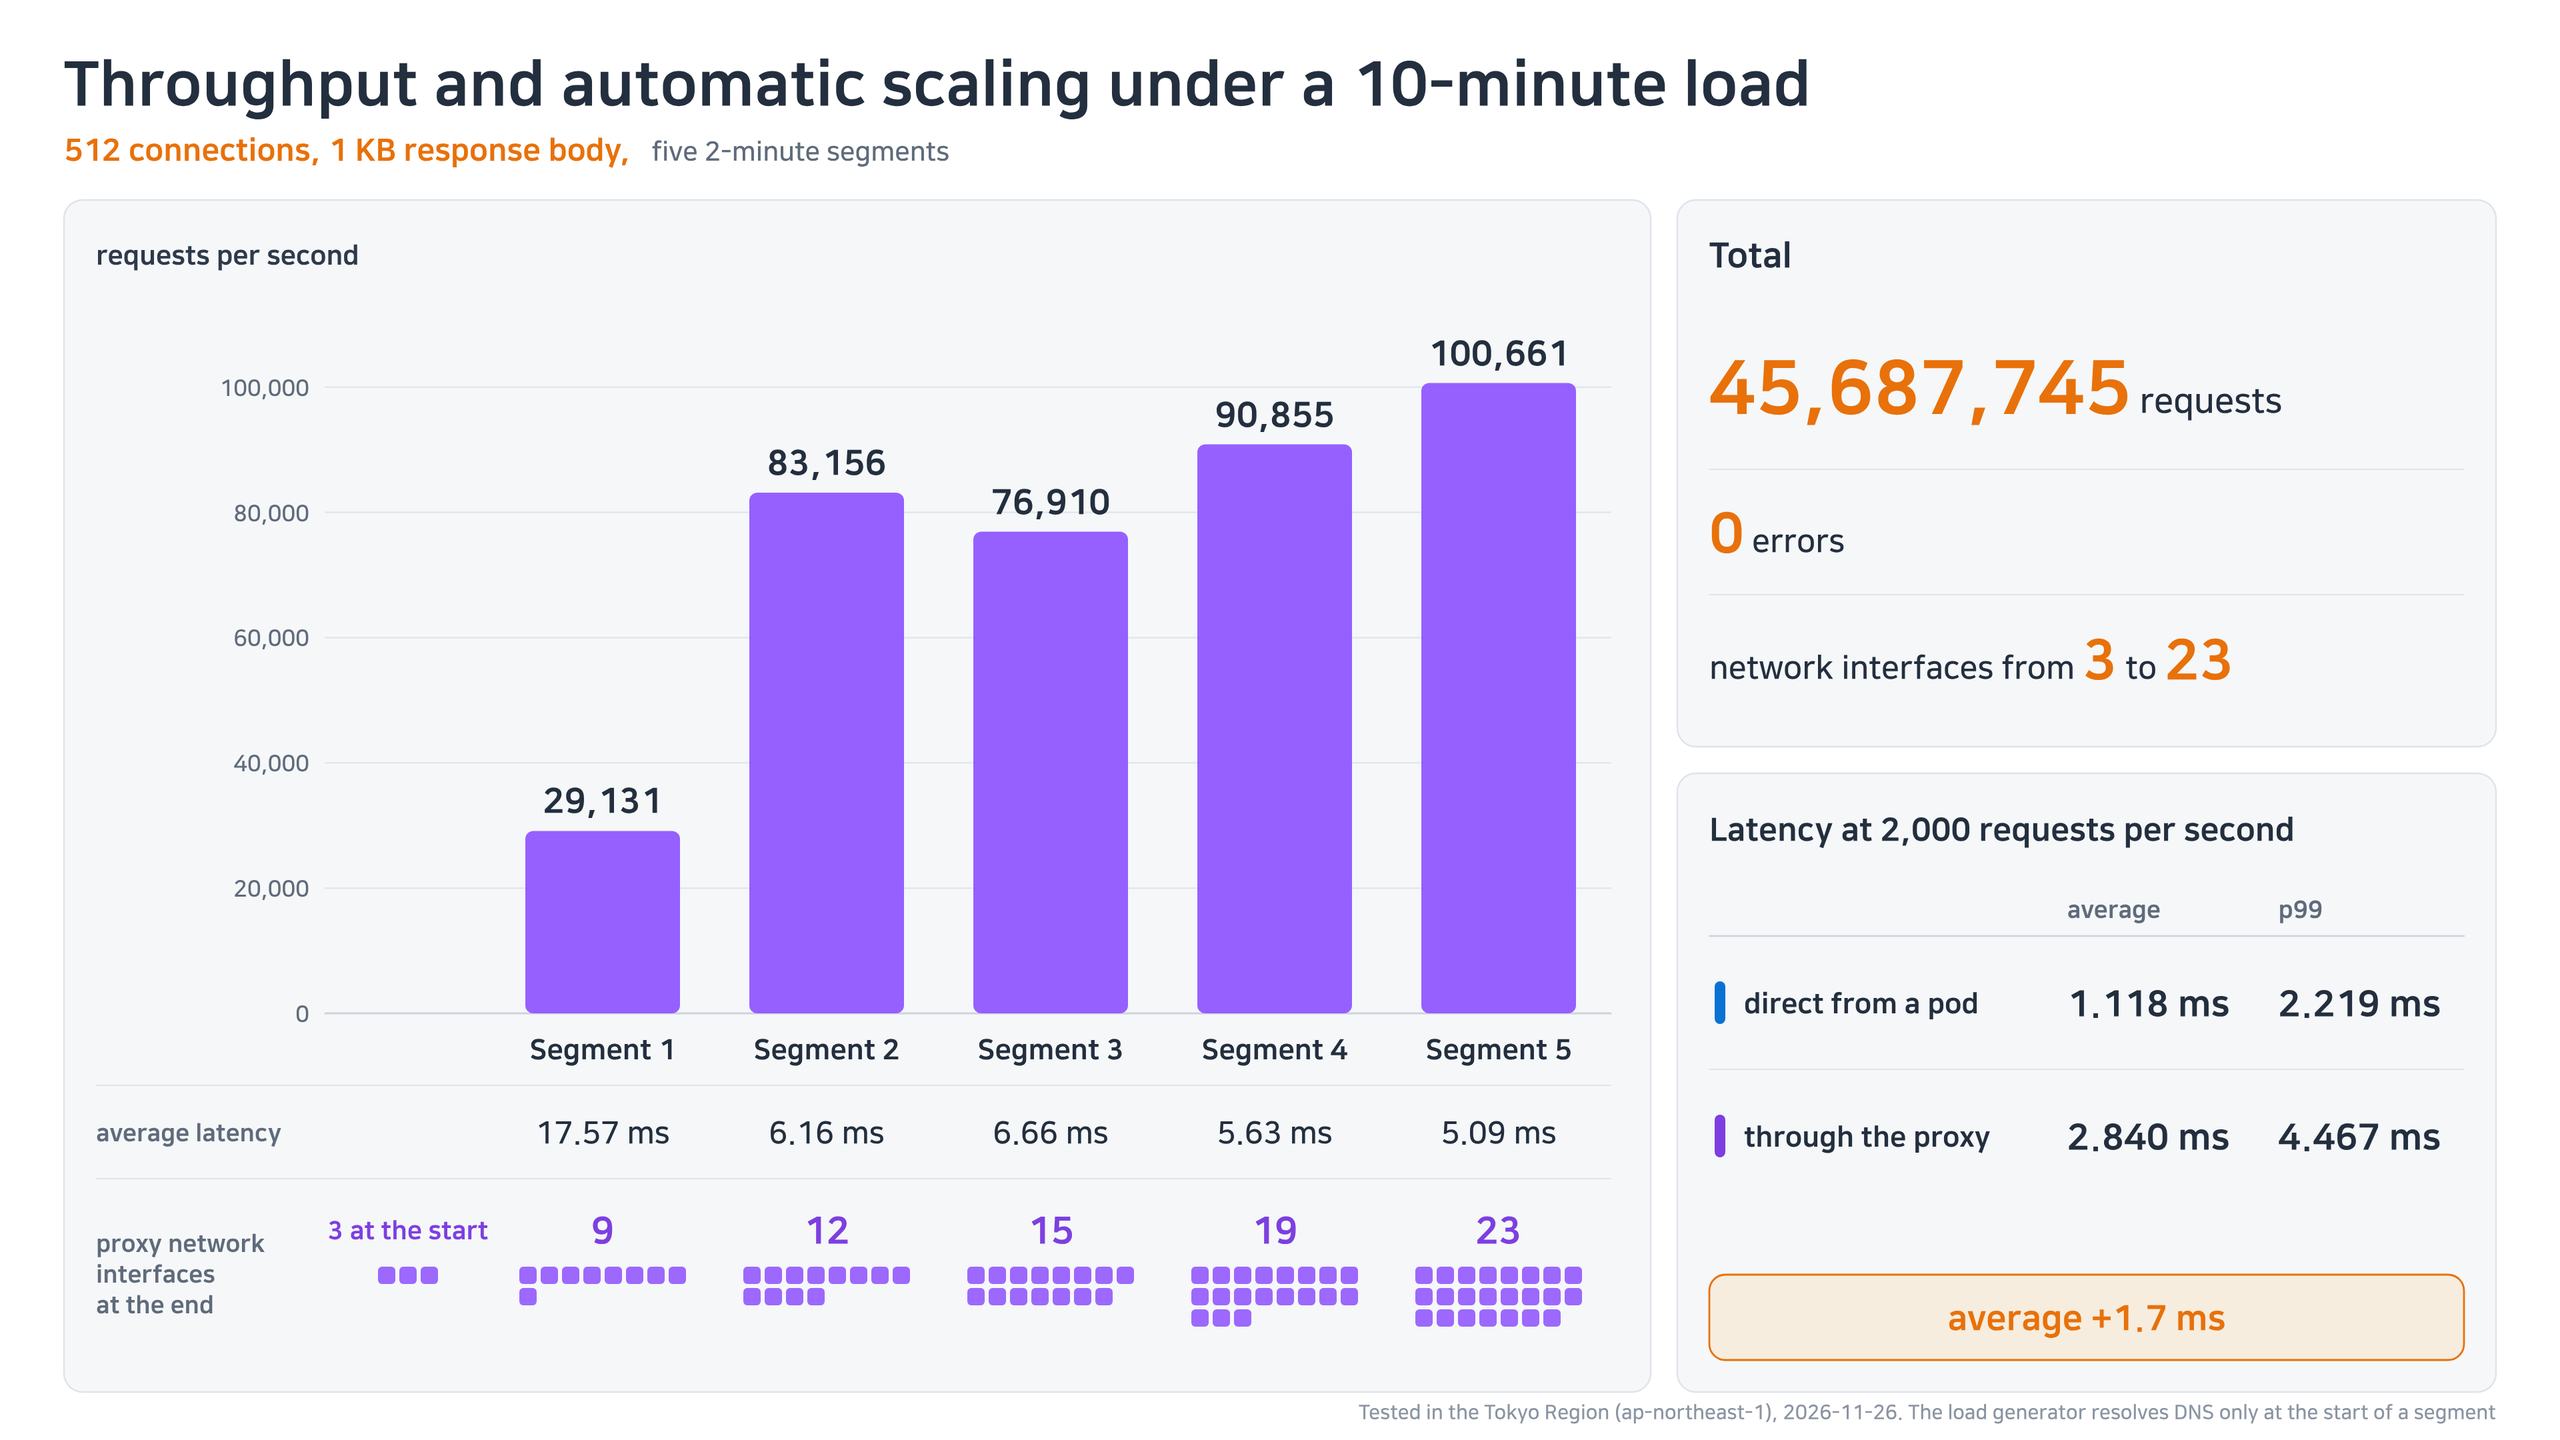 Throughput and automatic scaling under a 10-minute load
512 connections, 1 KB response body, five 2-minute segments
requests per second
100,000
80,000
60,000
40,000
20,000
0
29,131
83,156
76,910
90,855
100,661
Segment 1 Segment 2 Segment 3 Segment 4 Segment 5
average latency 17.57 ms 6.16 ms 6.66 ms 5.63 ms 5.09 ms
proxy network
interfaces
at the end
3 at the start 9 12 15 19 23
Total
45,687,745 requests
0 errors
network interfaces from 3 to 23
Latency at 2,000 requests per second
average p99
direct from a pod 1.118 ms 2.219 ms
through the proxy 2.840 ms 4.467 ms
average +1.7 ms
Tested in the Tokyo Region (ap-northeast-1), 2026-11-26. The load generator resolves DNS only at the start of a segment